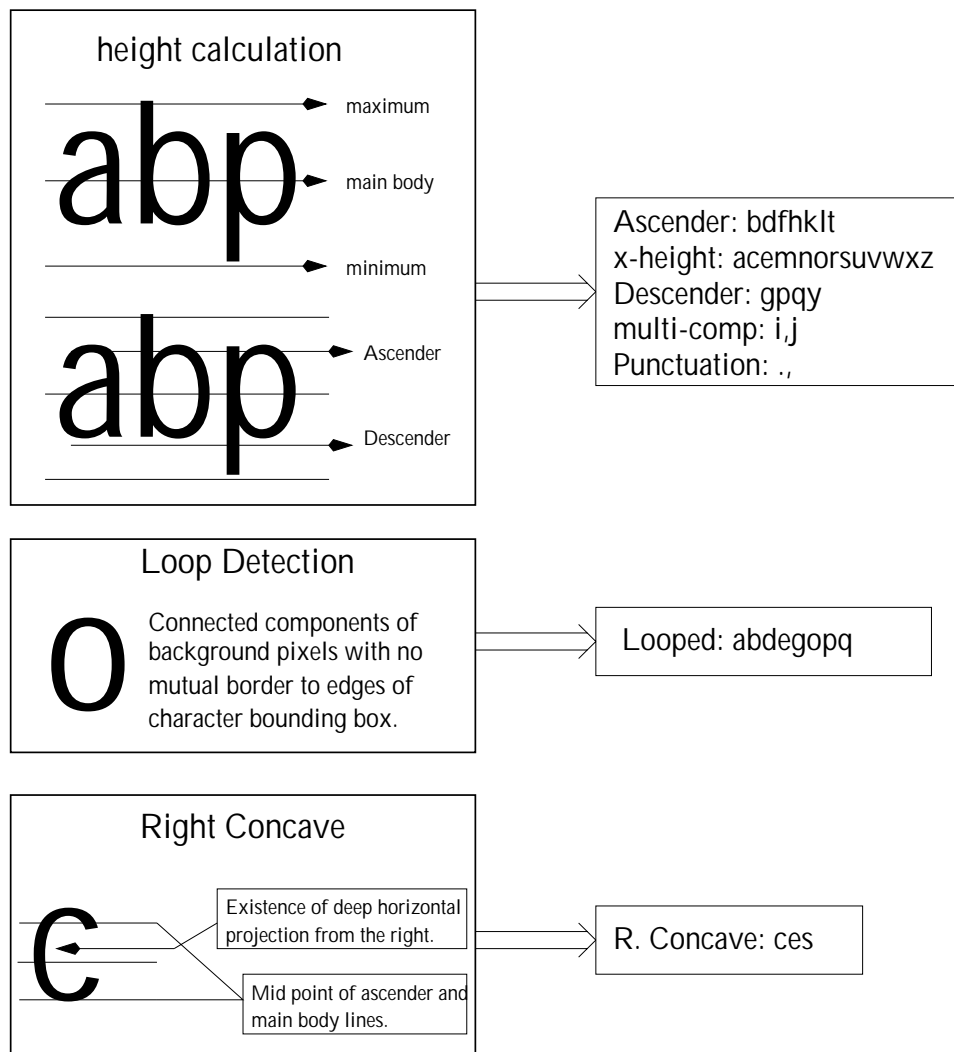 height calculation
maximum
abp
main body
minimum
abp
Ascender
Descender
Ascender: bdfhklt
x-height: acemnorsuvwxz
Descender: gpqy
multi-comp: i,j
Punctuation: .,
Loop Detection
o
Connected components of
background pixels with no
mutual border to edges of
character bounding box.
Looped: abdegopq
Right Concave
c
Existence of deep horizontal
projection from the right.
Mid point of ascender and
main body lines.
R. Concave: ces